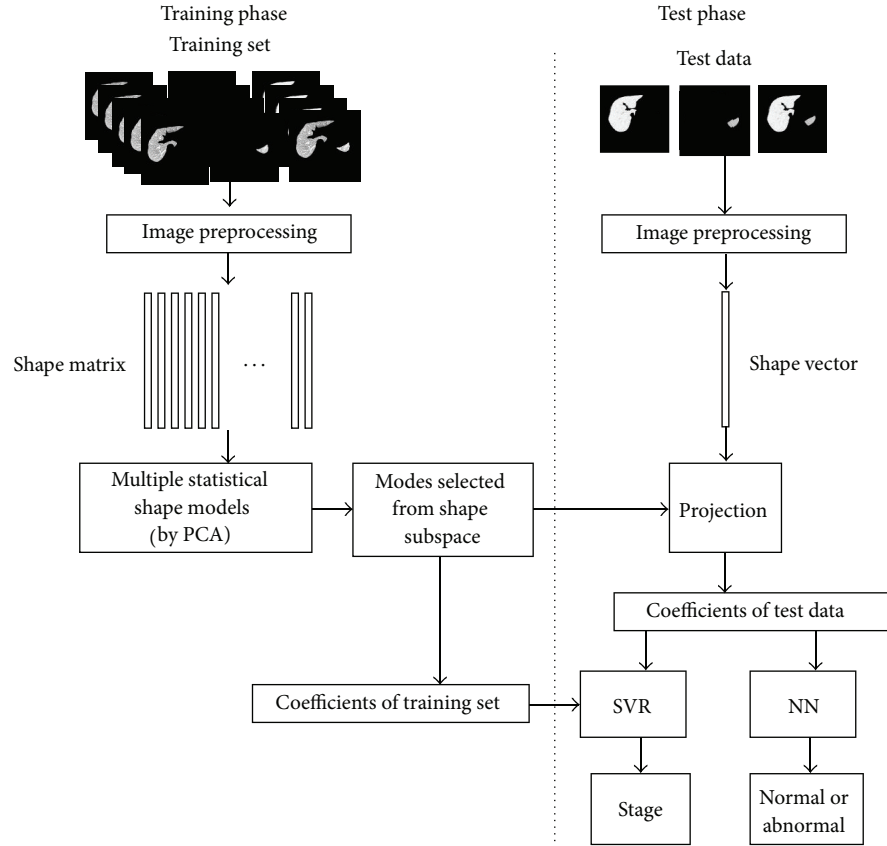 Training phase
Training set
Test phase
Test data
Image preprocessing
Image preprocessing
Shape matrix
...
Shape vector
Multiple statistical
shape models
(by PCA)
Modes selected
from shape
subspace
Projection
Coefficients of test data
Coefficients of training set
SVR
NN
Stage
Normal or
abnormal